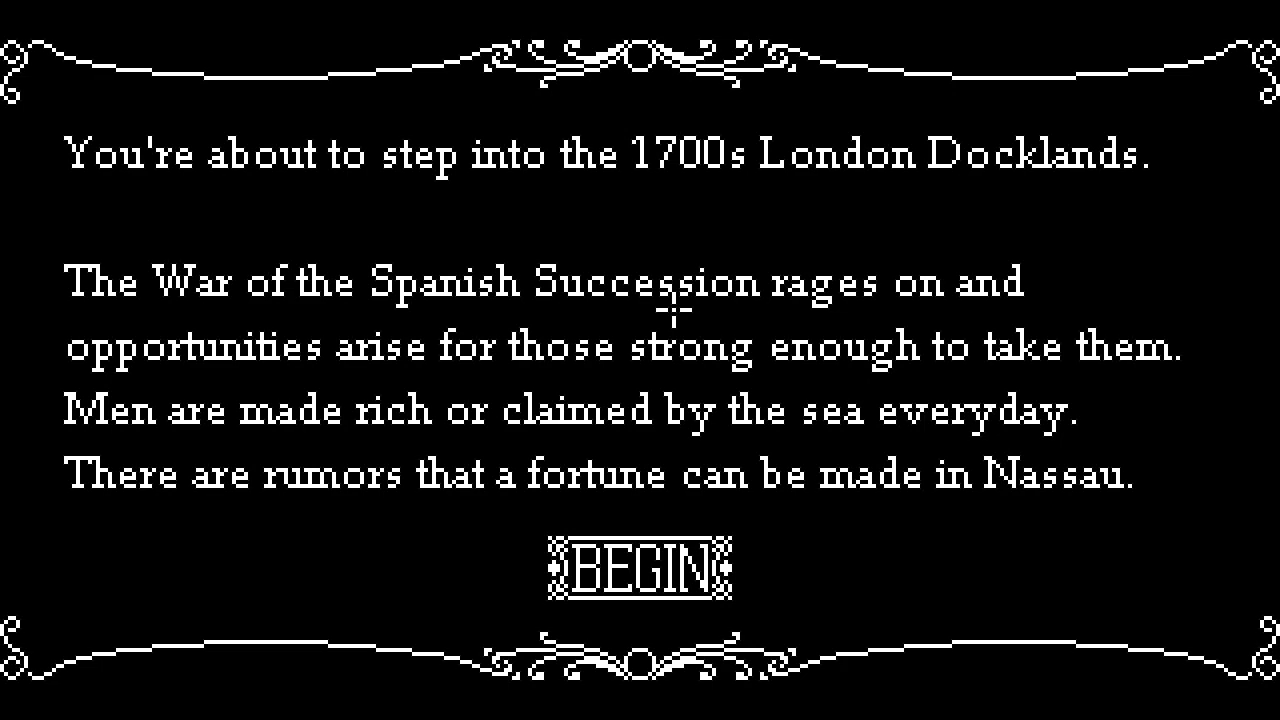 You're about to step into the 1700s London Docklands.
The War of the Spanish Succession rages on and
opportunities arise for those strong enough to take them.
Men are made rich or claimed by the sea everyday.
There are rumors that a fortune can be made in Nassau.
BEGIN